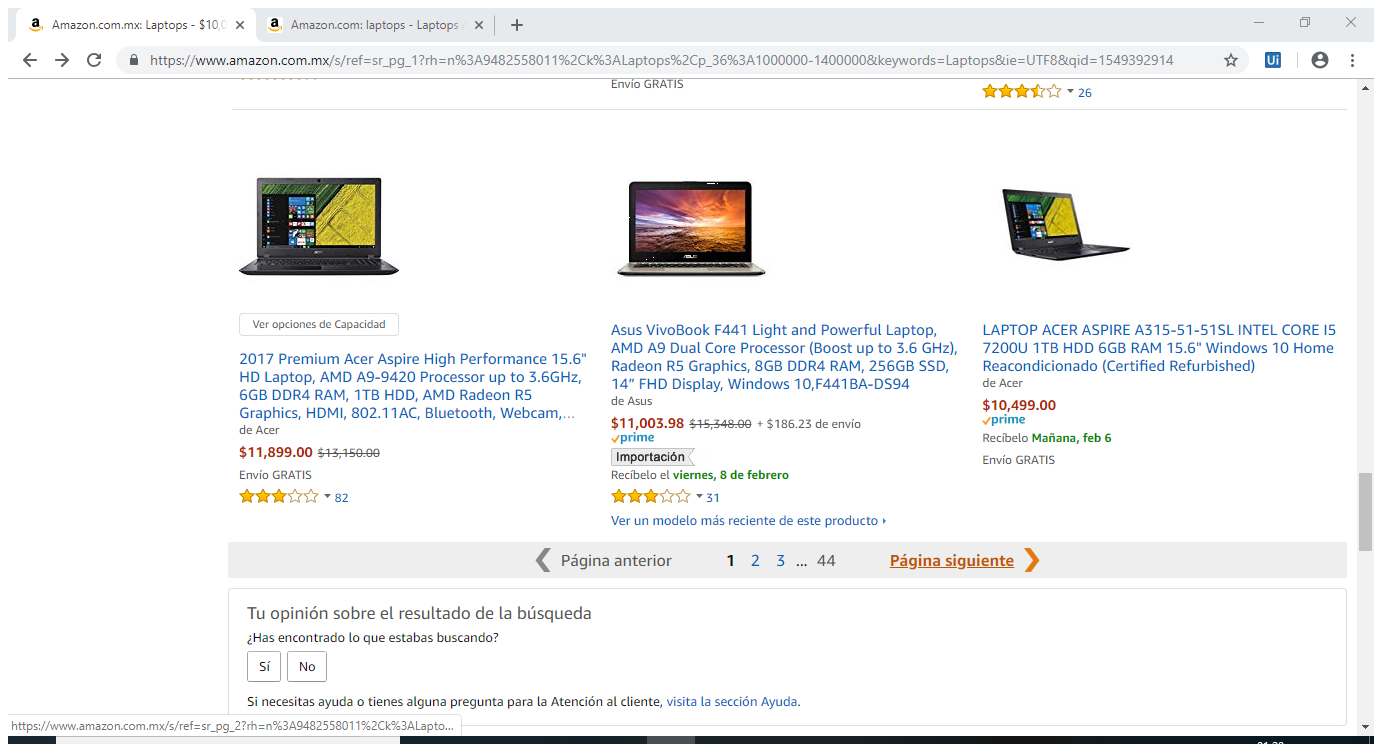 Amazon.com.mx: Laptops - $10,0
Amazon.com: laptops - Laptops
https://www.amazon.com.mx/s/ref=sr_pg_1?rh=n%3A9482558011%2Ck%3ALaptops%2Cp_36%3A1000000-1400000&keywords=Laptops&ie=UTF8&qid=1549392914
Ui
Envío GRATIS
26
Ver opciones de Capacidad
2017 Premium Acer Aspire High Performance 15.6"
HD Laptop, AMD A9-9420 Processor up to 3.6GHz,
6GB DDR4 RAM, 1TB HDD, AMD Radeon R5
Graphics, HDMI, 802.11AC, Bluetooth, Webcam,...
de Acer
$11,899.00 $13,150.00
Envío GRATIS
82
ASUS
Asus VivoBook F441 Light and Powerful Laptop,
AMD A9 Dual Core Processor (Boost up to 3.6 GHz),
Radeon R5 Graphics, 8GB DDR4 RAM, 256GB SSD,
14” FHD Display, Windows 10,F441BA-DS94
de Asus
$11,003.98 $15,348.00 + $186.23 de envío
prime
Importación
Recíbelo el viernes, 8 de febrero
31
Ver un modelo más reciente de este producto
LAPTOP ACER ASPIRE A315-51-51SL INTEL CORE I5
7200U 1TB HDD 6GB RAM 15.6" Windows 10 Home
Reacondicionado (Certified Refurbished)
de Acer
$10,499.00
prime
Recíbelo Mañana, feb 6
Envío GRATIS
Página anterior 1 2 3 ... 44 Página siguiente
Tu opinión sobre el resultado de la búsqueda
¿Has encontrado lo que estabas buscando?
Sí No
Si necesitas ayuda o tienes alguna pregunta para la Atención al cliente, visita la sección Ayuda.
https://www.amazon.com.mx/s/ref=sr_pg_2?rh=n%3A9482558011%2Ck%3ALapto...